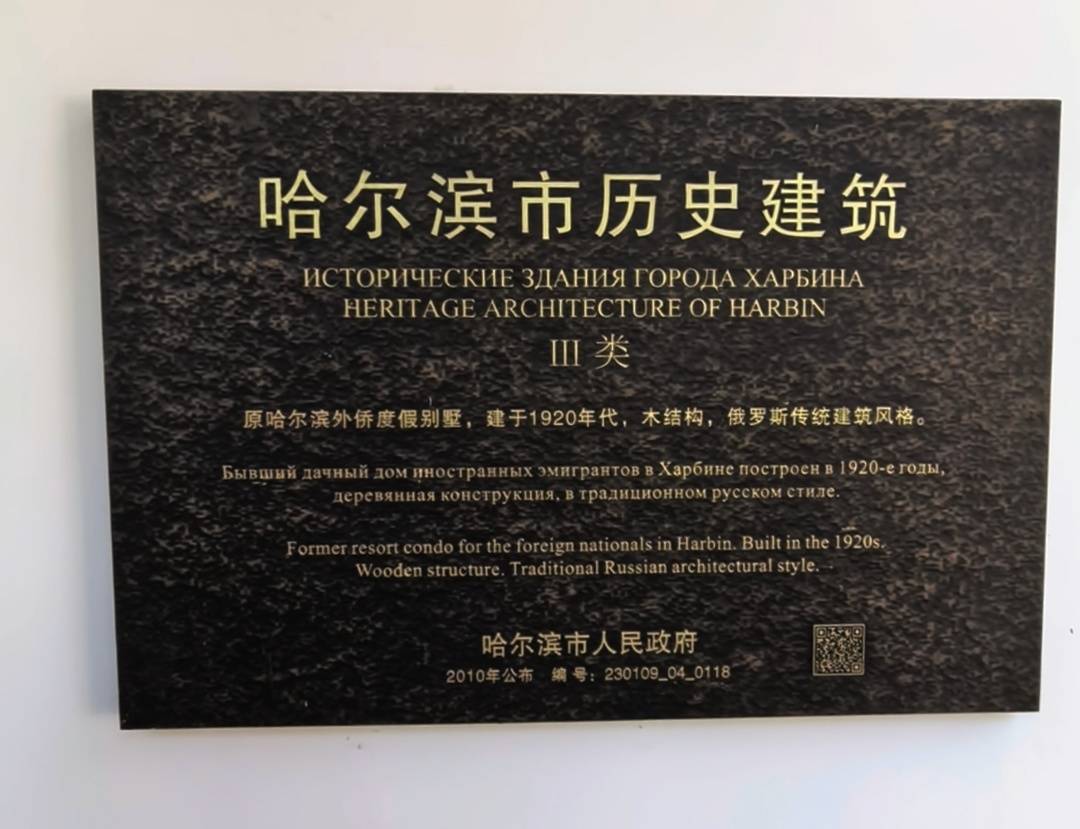 哈尔滨市历史建筑
ИСТОРИЧЕСКИЕ ЗДАНИЯ ГОРОДА ХАРБИНА
HERITAGE ARCHITECTURE OF HARBIN
III 类
原哈尔滨外侨度假别墅，建于1920年代，木结构，俄罗斯传统建筑风格。
Бывший дачный дом иностранных эмигрантов в Харбине построен в 1920-е годы,
деревянная конструкция, в традиционном русском стиле.
Former resort condo for the foreign nationals in Harbin. Built in the 1920s.
Wooden structure. Traditional Russian architectural style.
哈尔滨市人民政府
2010年公布 编 号：230109_04_0118